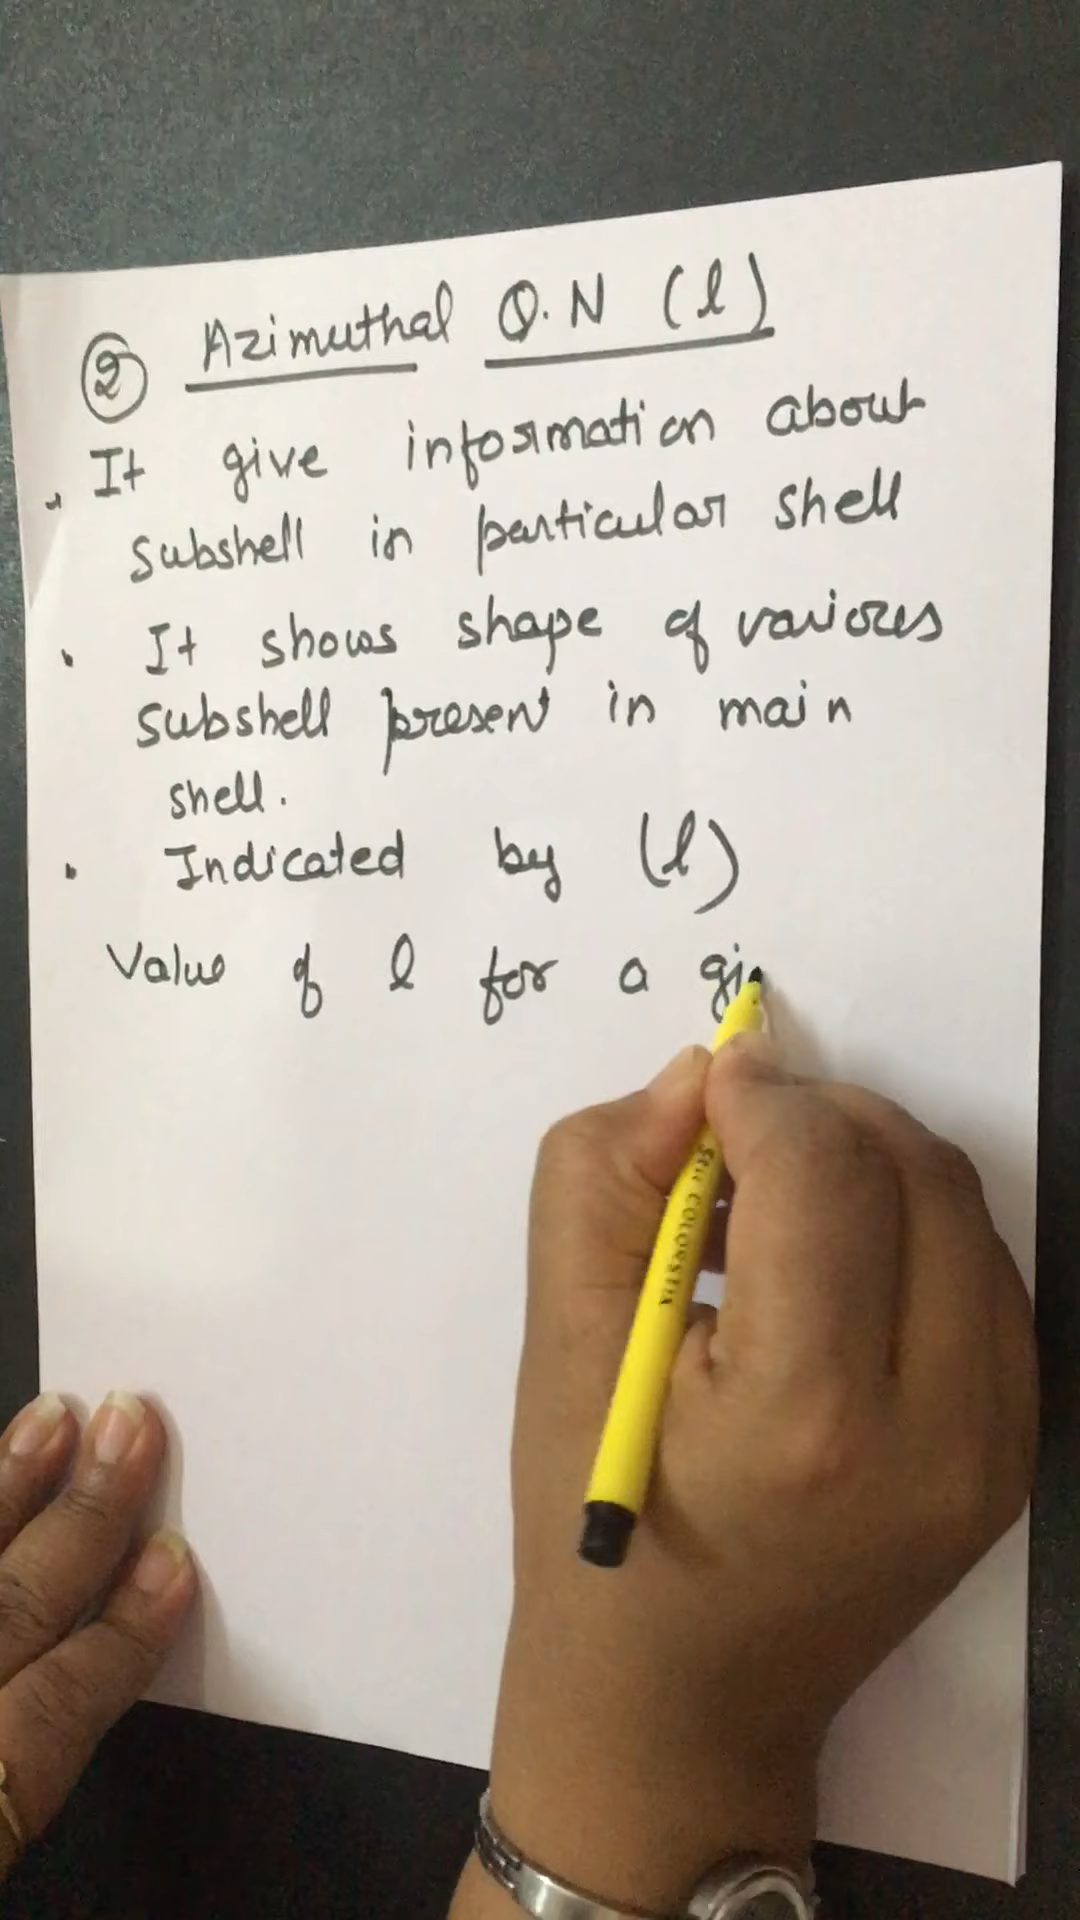 ② Azimuthal Q.N (l)
• It give information about
subshell in particular shell
• It shows shape of various
subshell present in main
shell.
• Indicated by (l)
Value of l for a gi